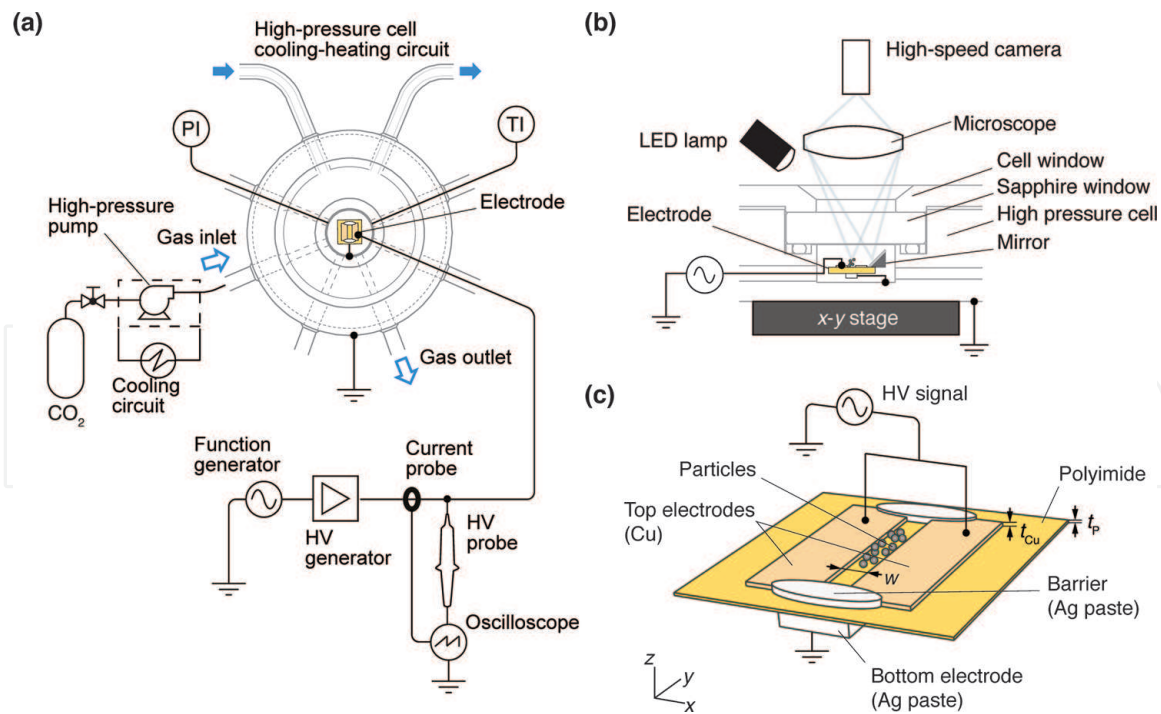 (a)
High-pressure cell
cooling-heating circuit
PI
TI
High-pressure
pump
Gas inlet
Electrode
Gas outlet
Cooling
circuit
CO₂
Function
generator
HV
generator
Current
probe
HV
probe
Oscilloscope
(b)
High-speed camera
LED lamp
Microscope
Cell window
Sapphire window
High pressure cell
Mirror
Electrode
x-y stage
(c)
HV signal
Particles
Top electrodes
(Cu)
Polyimide
tCu
tP
w
Barrier
(Ag paste)
Bottom electrode
(Ag paste)
z
y
x